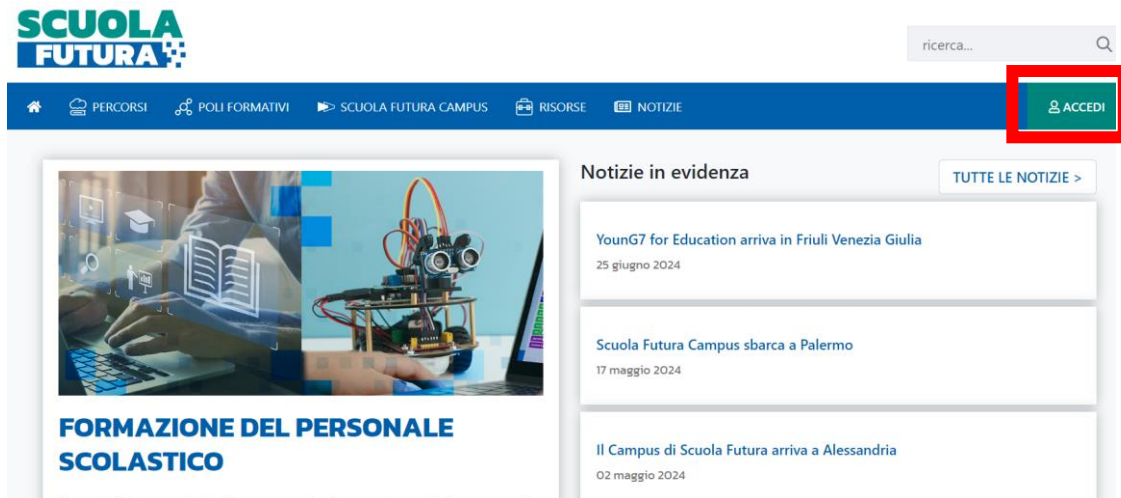 SCUOLA
FUTURA
ricerca...
PERCORSI POLI FORMATIVI SCUOLA FUTURA CAMPUS RISORSE NOTIZIE ACCEDI
Notizie in evidenza
TUTTE LE NOTIZIE >
YounG7 for Education arriva in Friuli Venezia Giulia
25 giugno 2024
Scuola Futura Campus sbarca a Palermo
17 maggio 2024
Il Campus di Scuola Futura arriva a Alessandria
02 maggio 2024
FORMAZIONE DEL PERSONALE
SCOLASTICO